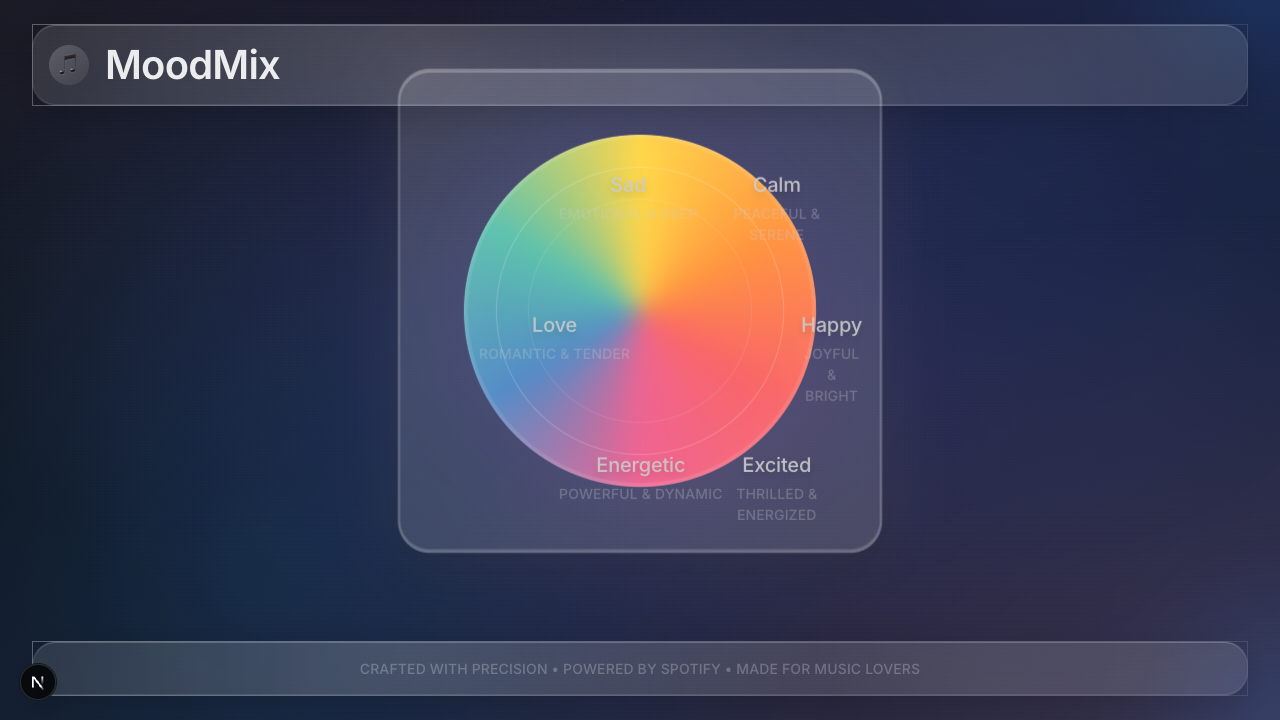 MoodMix
Sad
EMOTIONAL & DEEP
Calm
PEACEFUL &
SERENE
Love
ROMANTIC & TENDER
Happy
JOYFUL
&
BRIGHT
Energetic
POWERFUL & DYNAMIC
Excited
THRILLED &
ENERGIZED
CRAFTED WITH PRECISION • POWERED BY SPOTIFY • MADE FOR MUSIC LOVERS
N